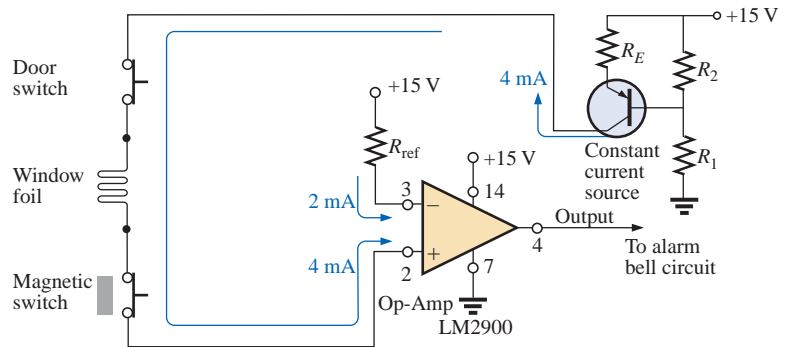 +15 V
R_E
R_2
Door
switch
4 mA
+15 V
Constant
current
source
R_1
R_ref
+15 V
Window
foil
3
−
14
2 mA
Output
4
4 mA
+
2
7
To alarm
bell circuit
Magnetic
switch
Op-Amp
LM2900